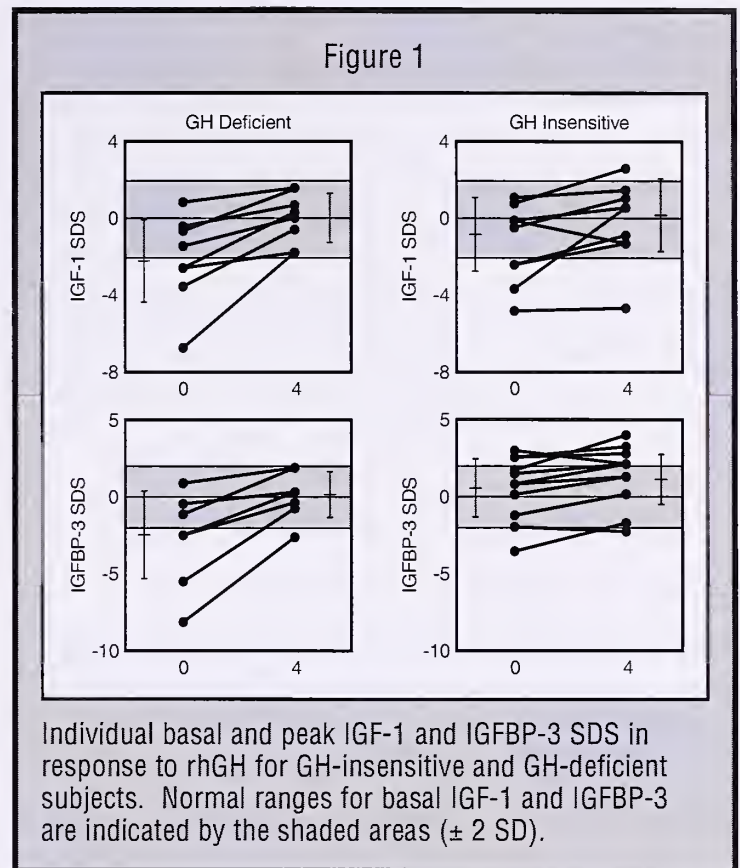 Figure 1
GH Deficient
GH Insensitive
4
0
-4
-8
IGF-1 SDS
0
4
4
0
-4
-8
IGF-1 SDS
0
4
5
0
-5
-10
IGFBP-3 SDS
0
4
5
0
-5
-10
IGFBP-3 SDS
0
4
Individual basal and peak IGF-1 and IGFBP-3 SDS in
response to rhGH for GH-insensitive and GH-deficient
subjects. Normal ranges for basal IGF-1 and IGFBP-3
are indicated by the shaded areas (± 2 SD).